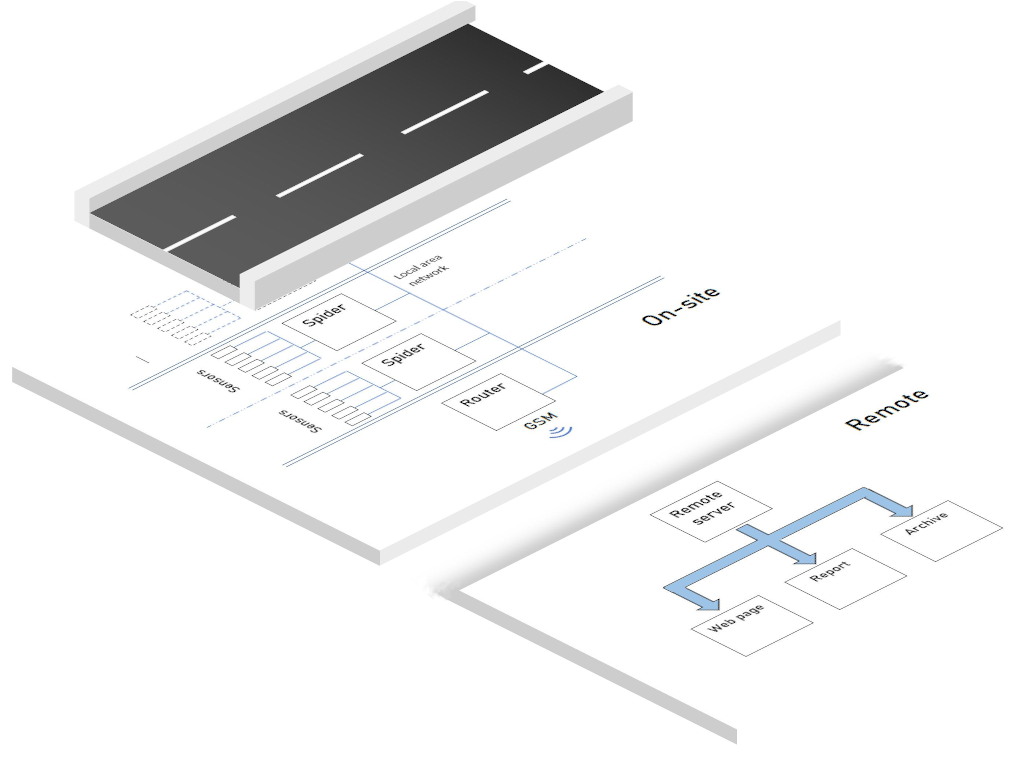 Local area
network
On-site
Spider
Spider
Sensors
Sensors
Router
GSM
Remote
Remote
server
Archive
Report
Web page